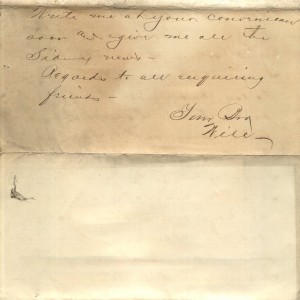 Write me at your convenience
soon and give me all the
Sidney news -
Regards to all enquiring
friends -
Your Bro
Will